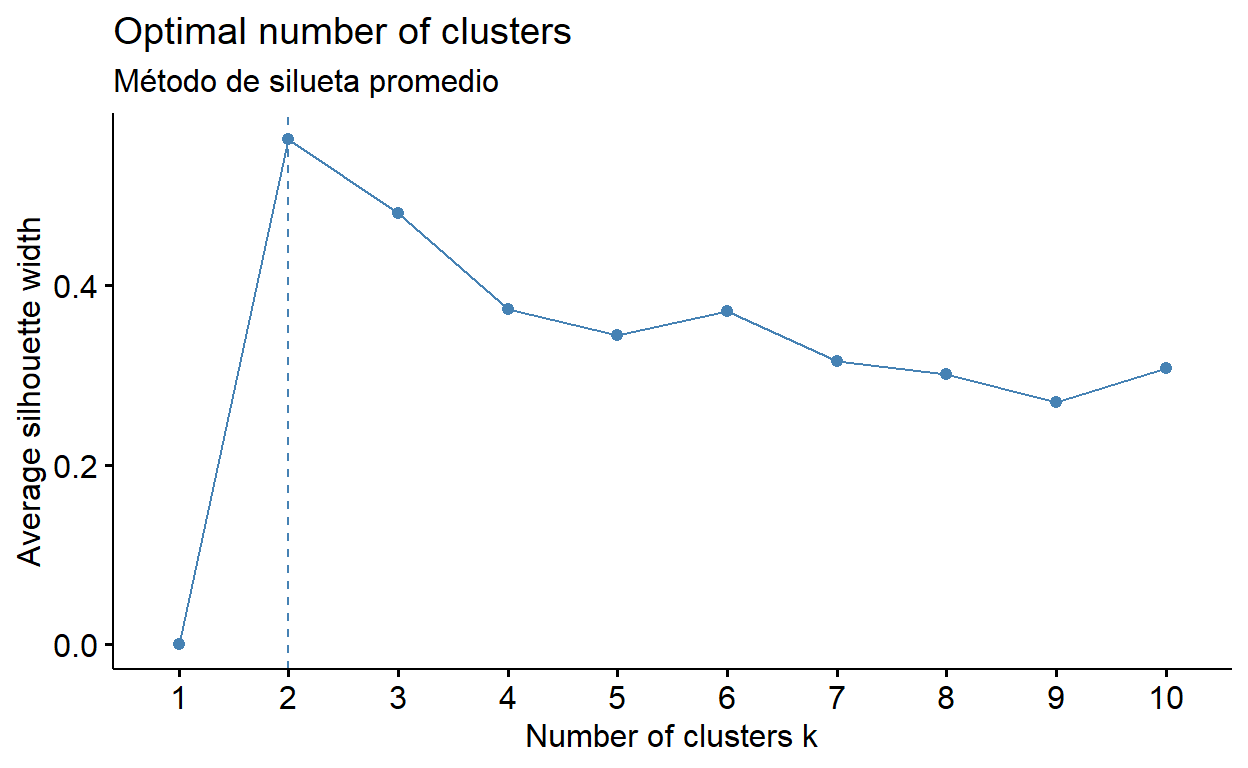 Optimal number of clusters
Método de silueta promedio
Average silhouette width
0.4
0.2
0.0
1 2 3 4 5 6 7 8 9 10
Number of clusters k